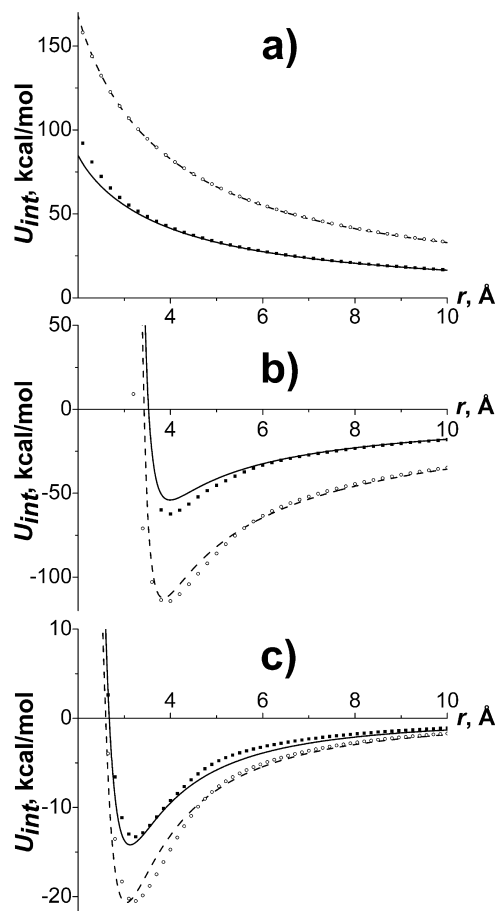 a)
150
100
50
0
U_int, kcal/mol
4 6 8 10
r, Å
b)
50
0
-50
-100
U_int, kcal/mol
4 6 8 10
r, Å
c)
10
0
-10
-20
U_int, kcal/mol
4 6 8 10
r, Å